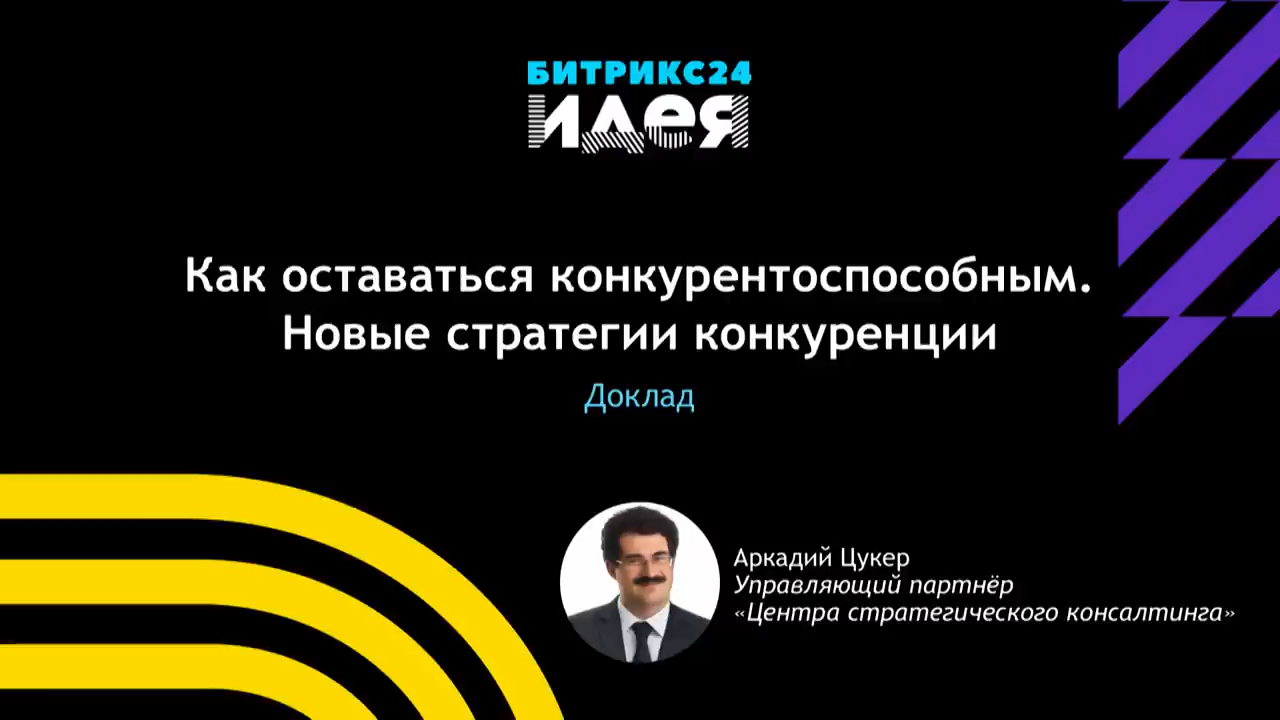 БИТРИКС24
идея
Как оставаться конкурентоспособным.
Новые стратегии конкуренции
Доклад
Аркадий Цукер
Управляющий партнёр
«Центра стратегического консалтинга»